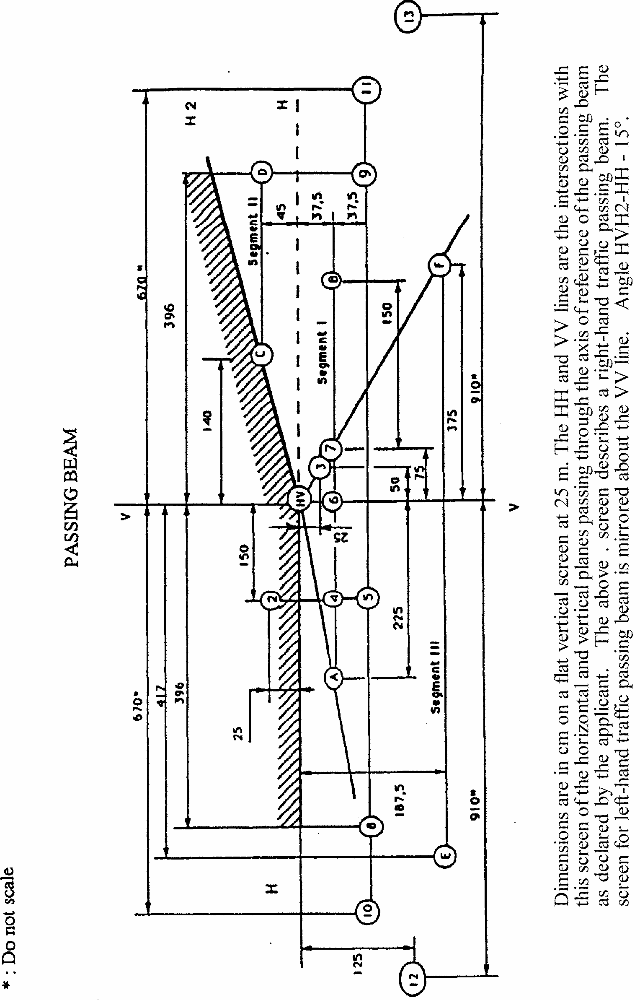 PASSING BEAM
670*
670*
417
396
396
H 2
140
V
150
Segment II
D
C
45
25
2
H
HV
H
3
25
37,5
Segment I
A
4
6
7
B
37,5
10
8
5
9
11
125
187,5
225
50
150
75
12
13
Segment III
E
F
375
910*
910*
V
* : Do not scale
Dimensions are in cm on a flat vertical screen at 25 m. The HH and VV lines are the intersections with
this screen of the horizontal and vertical planes passing through the axis of reference of the passing beam
as declared by the applicant. The above . screen describes a right-hand traffic passing beam. The
screen for left-hand traffic passing beam is mirrored about the VV line. Angle HVH2-HH - 15°.